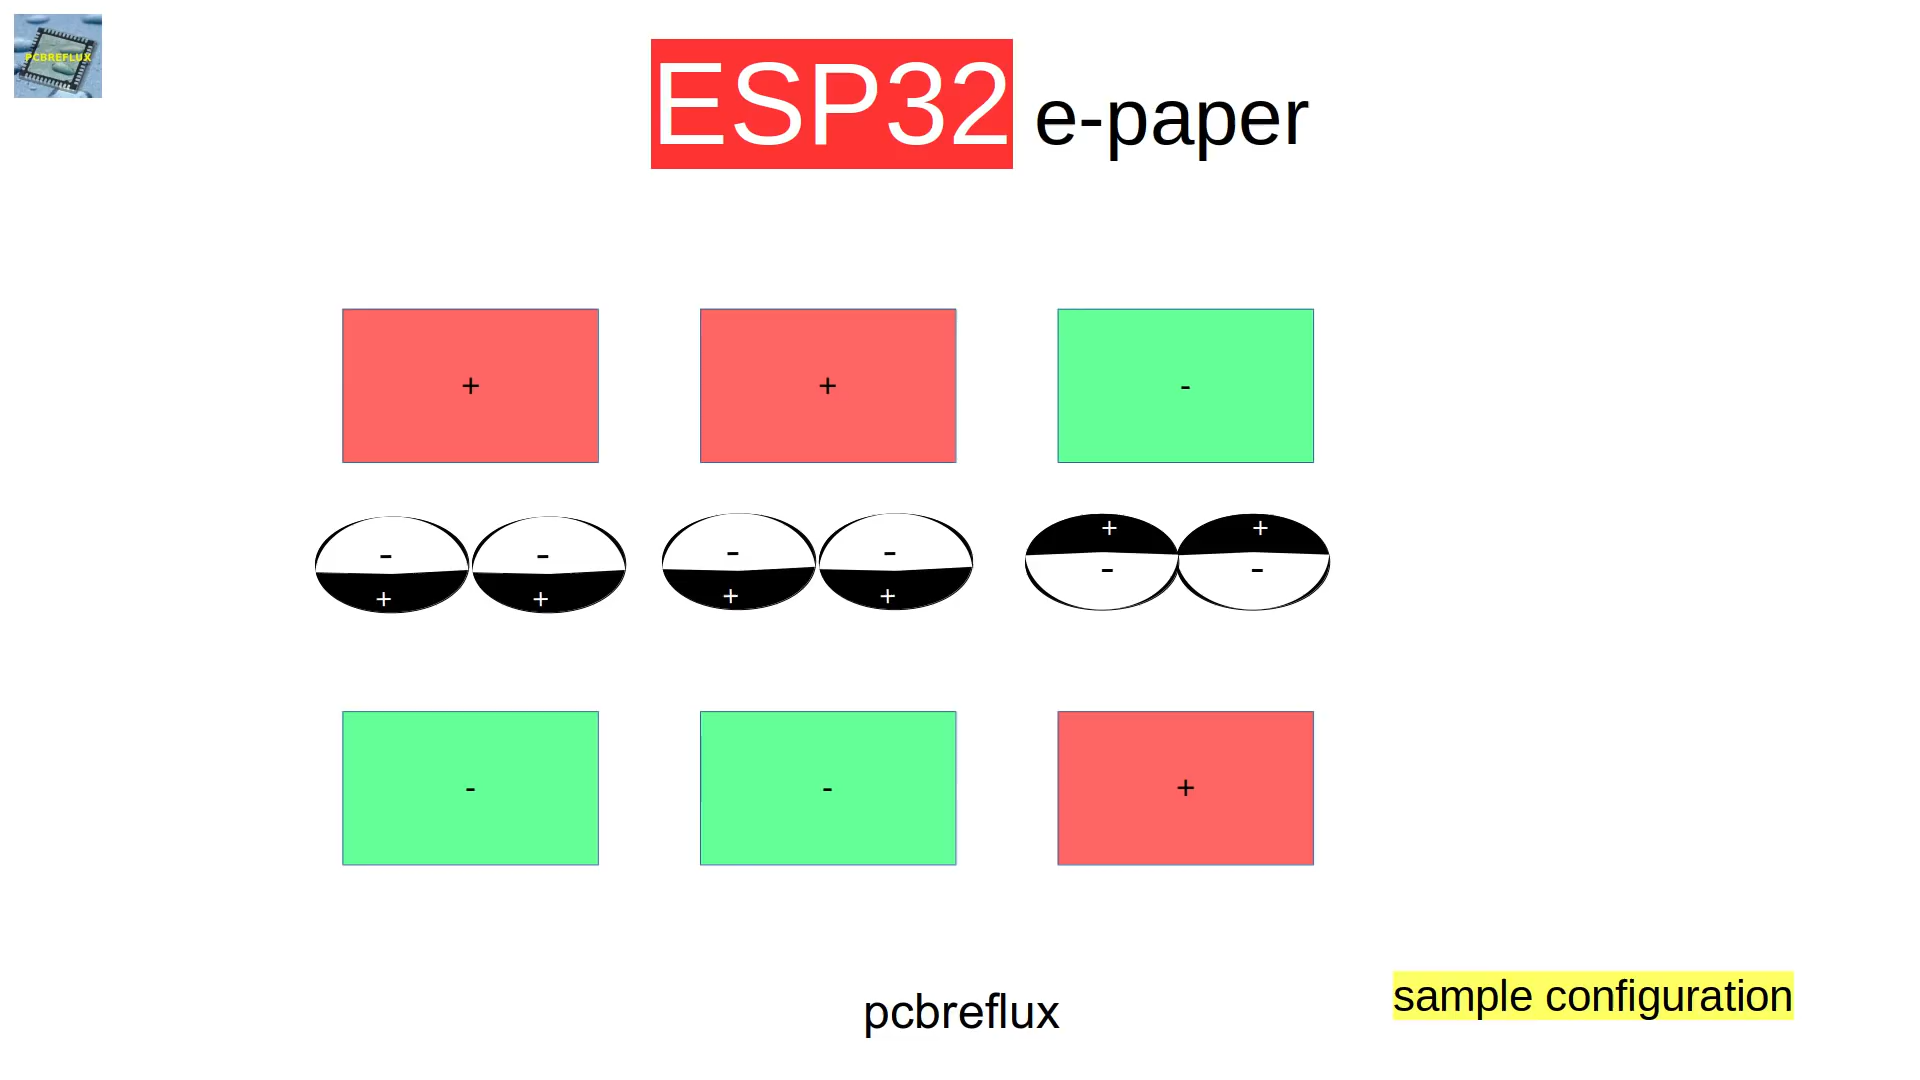 PCBREFLUX
ESP32 e-paper
+ + -
- - - - + +
+ + + + - -
- - +
pcbreflux
sample configuration